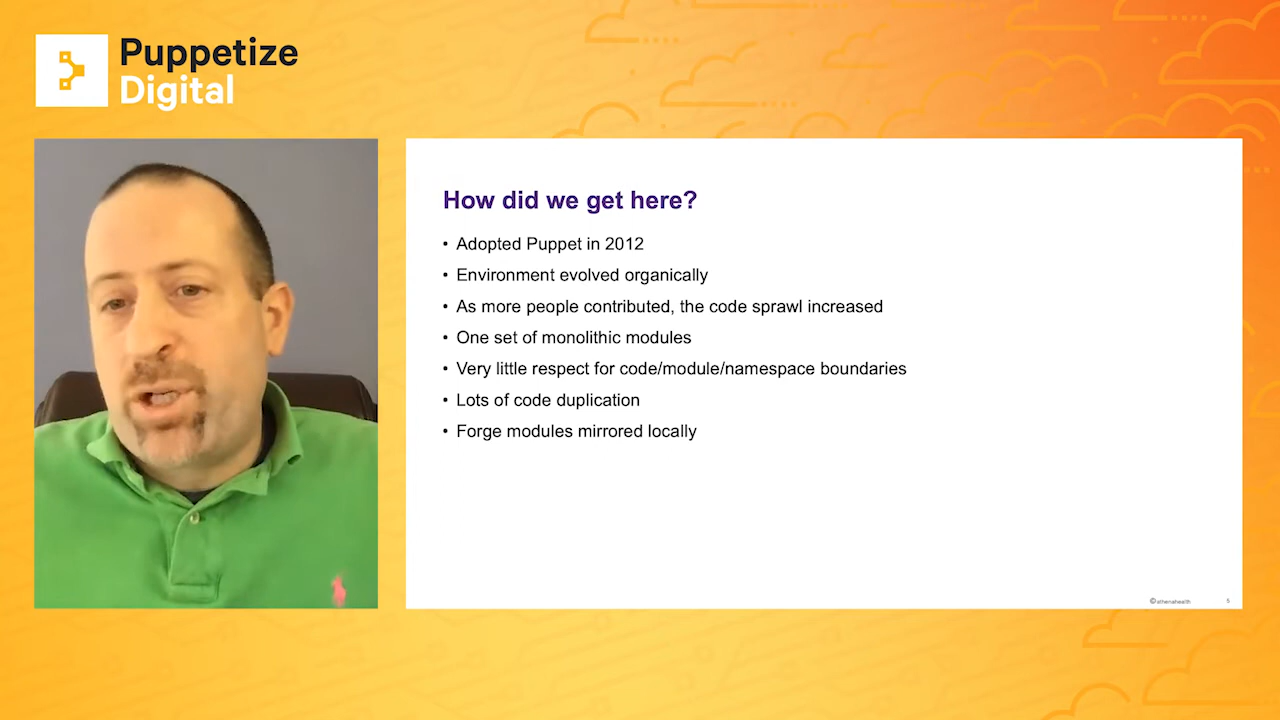 Puppetize
Digital
How did we get here?
• Adopted Puppet in 2012
• Environment evolved organically
• As more people contributed, the code sprawl increased
• One set of monolithic modules
• Very little respect for code/module/namespace boundaries
• Lots of code duplication
• Forge modules mirrored locally
©athenahealth
5